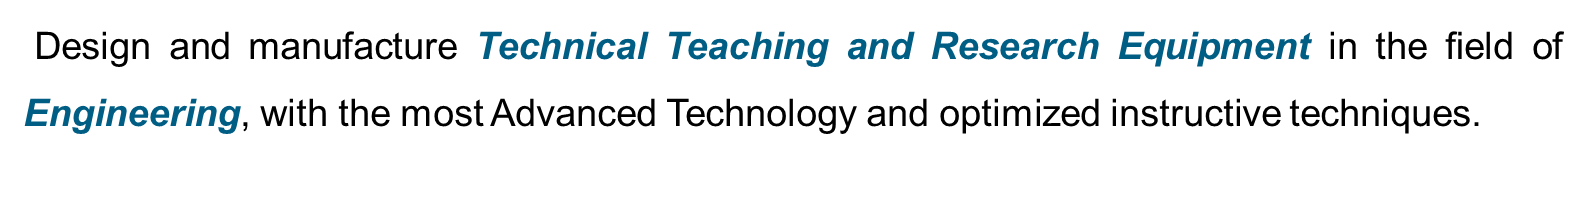 Design and manufacture Technical Teaching and Research Equipment in the field of
Engineering, with the most Advanced Technology and optimized instructive techniques.